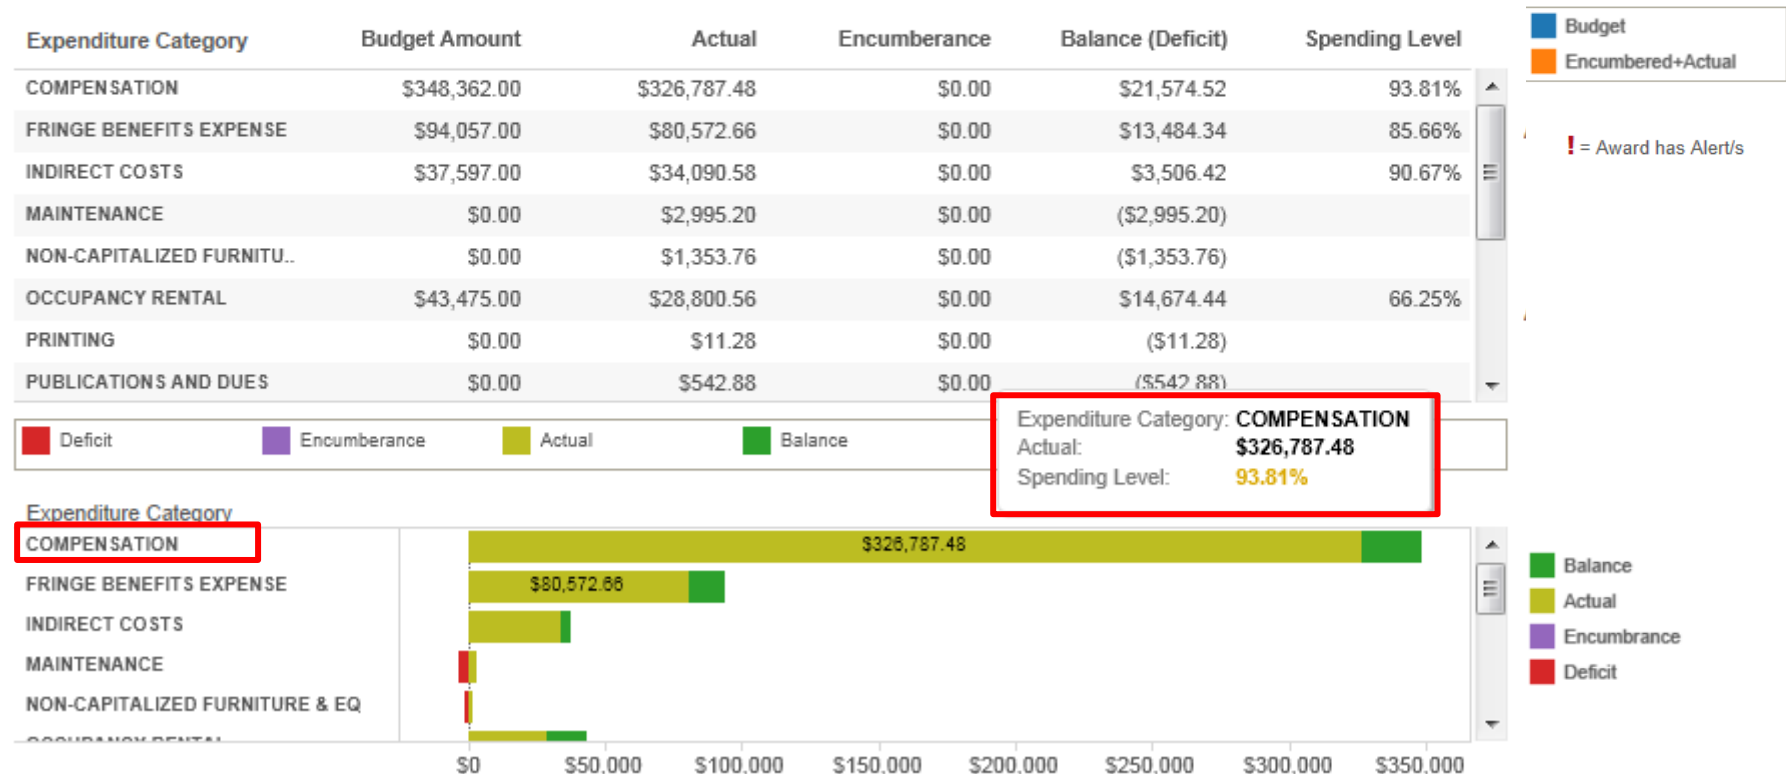 Expenditure Category Budget Amount Actual Encumberance Balance (Deficit) Spending Level
COMPENSATION $348,362.00 $326,787.48 $0.00 $21,574.52 93.81%
FRINGE BENEFITS EXPENSE $94,057.00 $80,572.66 $0.00 $13,484.34 85.66%
INDIRECT COSTS $37,597.00 $34,090.58 $0.00 $3,506.42 90.67%
MAINTENANCE $0.00 $2,995.20 $0.00 ($2,995.20)
NON-CAPITALIZED FURNITU.. $0.00 $1,353.76 $0.00 ($1,353.76)
OCCUPANCY RENTAL $43,475.00 $28,800.56 $0.00 $14,674.44 66.25%
PRINTING $0.00 $11.28 $0.00 ($11.28)
PUBLICATIONS AND DUES $0.00 $542.88 $0.00 ($542.88)
Budget
Encumbered+Actual
! = Award has Alert/s
Deficit Encumberance Actual Balance
Expenditure Category: COMPENSATION
Actual: $326,787.48
Spending Level: 93.81%
Expenditure Category
COMPENSATION $326,787.48
FRINGE BENEFITS EXPENSE $80,572.66
INDIRECT COSTS
MAINTENANCE
NON-CAPITALIZED FURNITURE & EQ
OCCUPANCY RENTAL
$0 $50,000 $100,000 $150,000 $200,000 $250,000 $300,000 $350,000
Balance
Actual
Encumbrance
Deficit